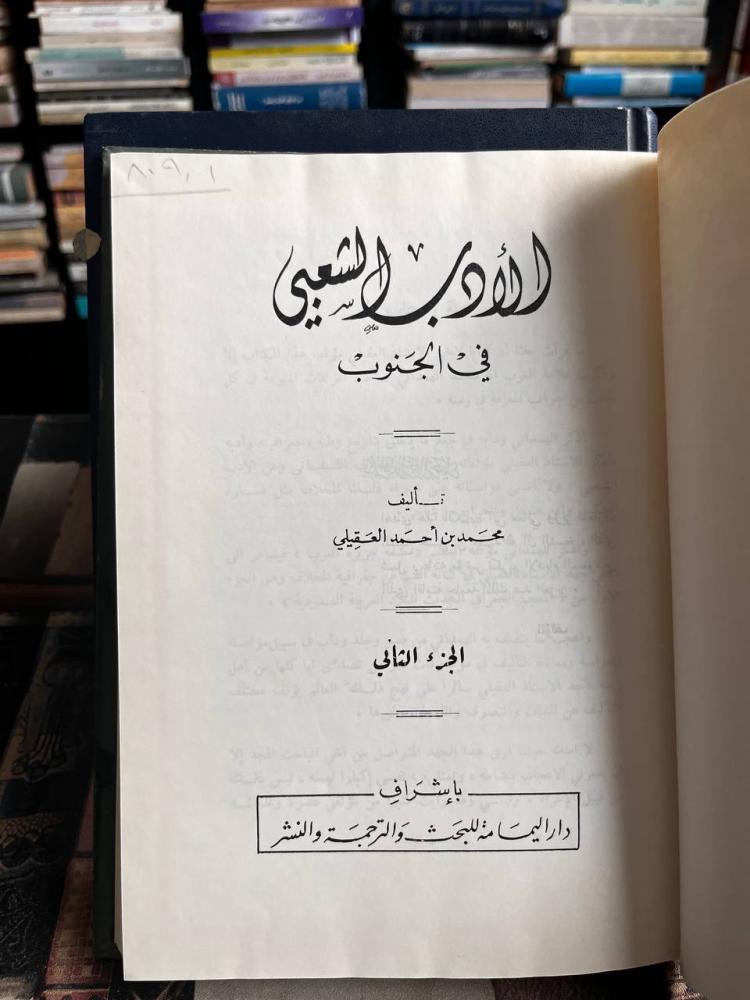 ٨٠٩,١
الأدب الشعبي
في الجنوب
تأليف
محمد بن أحمد العقيلي
الجزء الثاني
بإشراف
دار اليمامة للبحث والترجمة والنشر